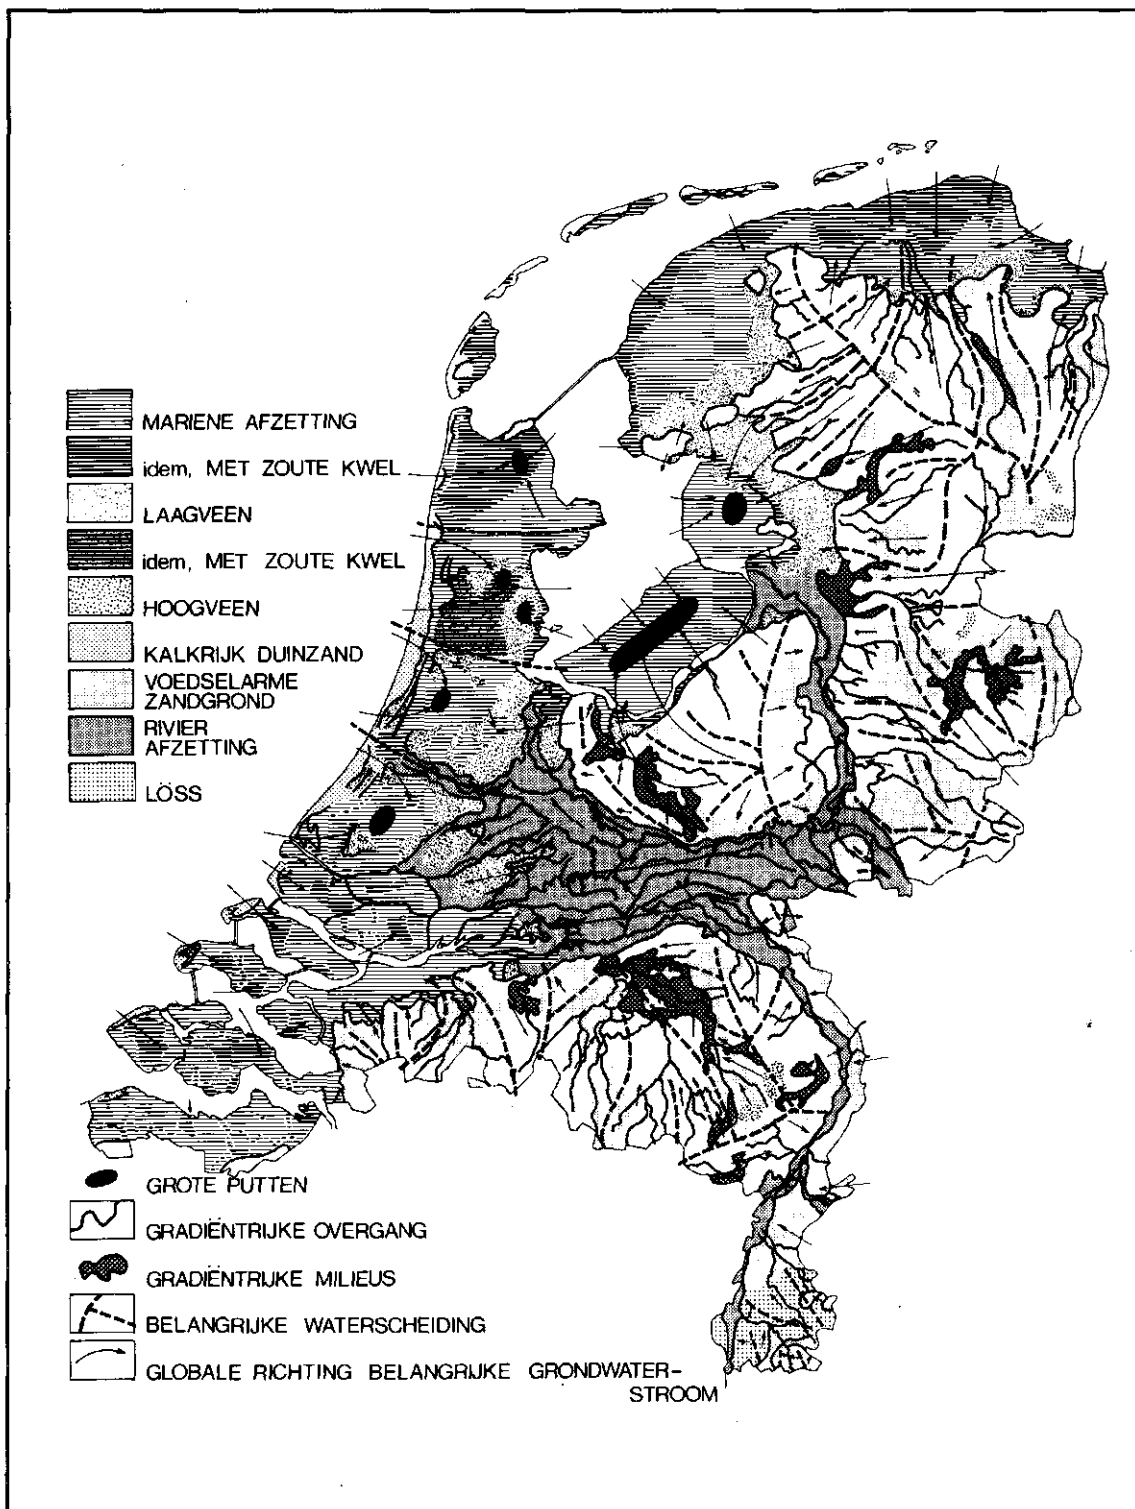 MARIENE AFZETTING
idem, MET ZOUTE KWEL
LAAGVEEN
idem, MET ZOUTE KWEL
HOOGVEEN
KALKRIJK DUINZAND
VOEDSELARME
ZANDGROND
RIVIER
AFZETTING
LÖSS
GROTE PUTTEN
GRADIËNTRIJKE OVERGANG
GRADIËNTRIJKE MILIEUS
BELANGRIJKE WATERSCHEIDING
GLOBALE RICHTING BELANGRIJKE GRONDWATER-
STROOM